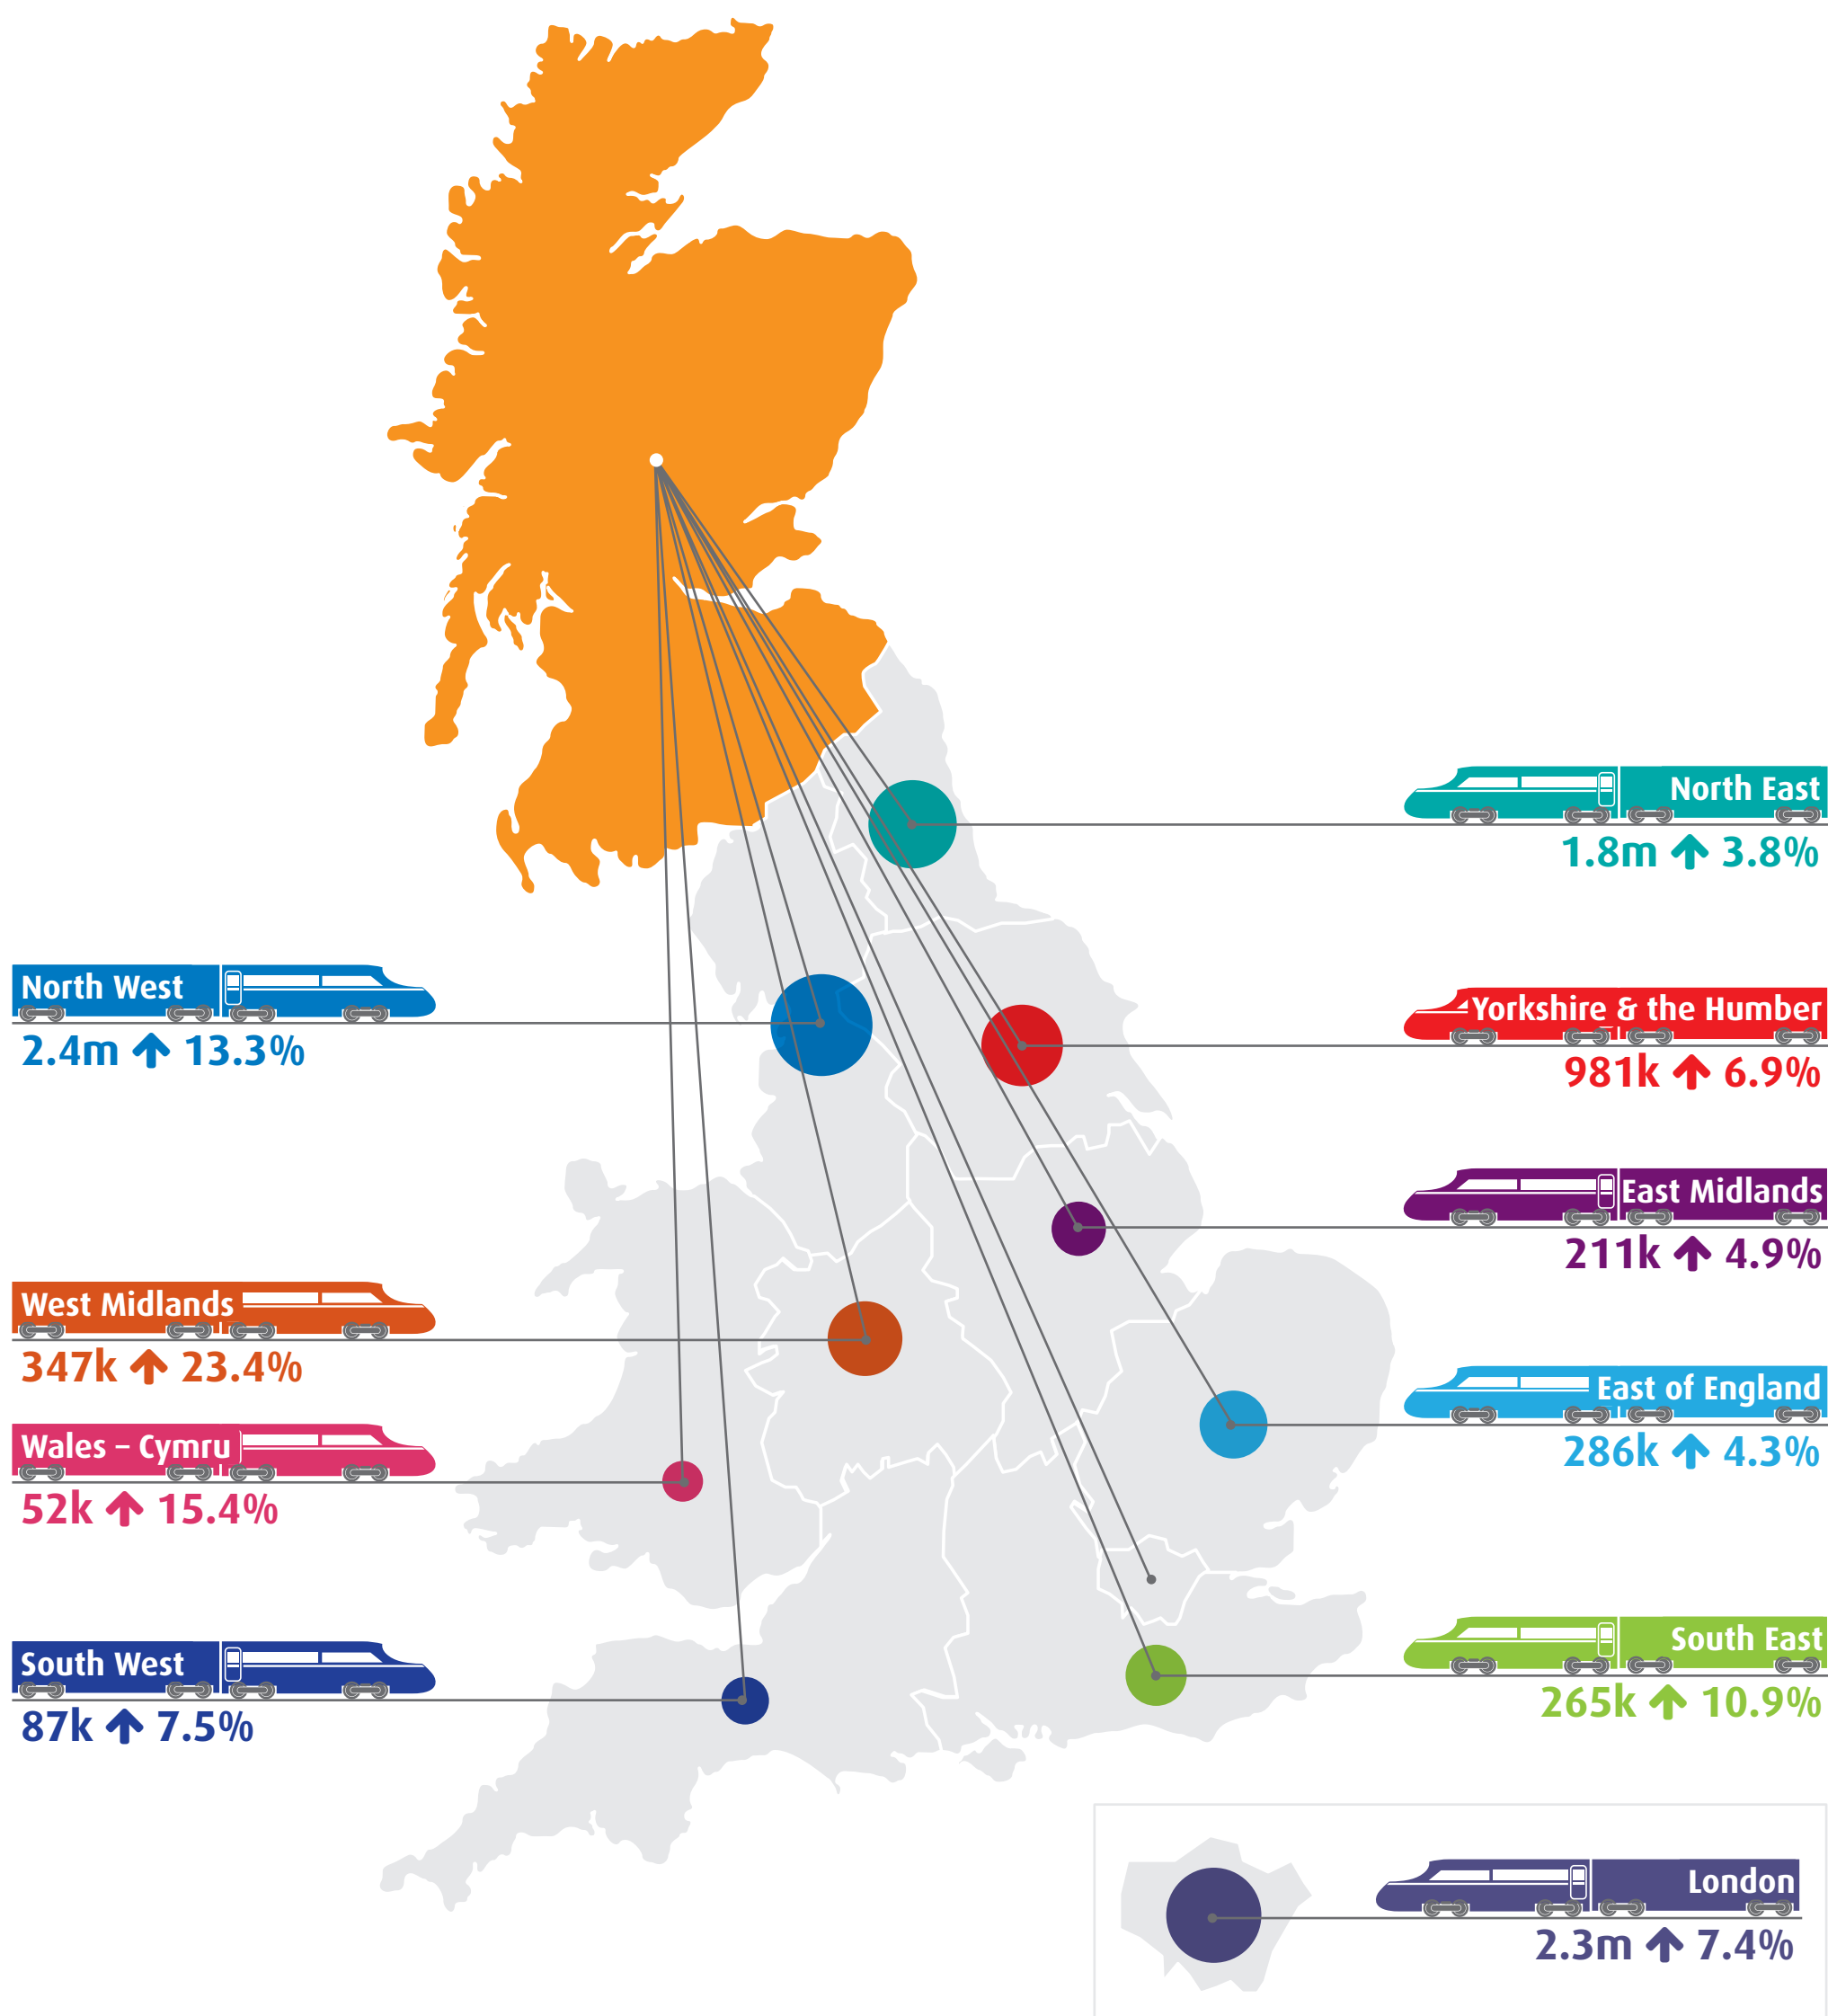 North East
1.8m 3.8%
North West
2.4m 13.3%
Yorkshire & the Humber
981k 6.9%
East Midlands
211k 4.9%
West Midlands
347k 23.4%
East of England
286k 4.3%
Wales – Cymru
52k 15.4%
South East
265k 10.9%
South West
87k 7.5%
London
2.3m 7.4%